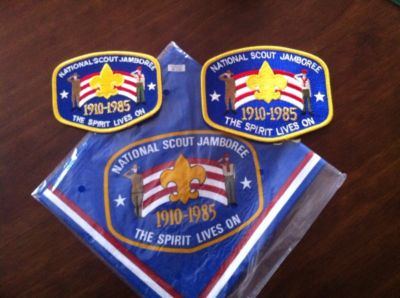 NATIONAL SCOUT JAMBOREE
1910-1985
THE SPIRIT LIVES ON
NATIONAL SCOUT JAMBOREE
1910-1985
THE SPIRIT LIVES ON
NATIONAL SCOUT JAMBOREE
1910-1985
THE SPIRIT LIVES ON